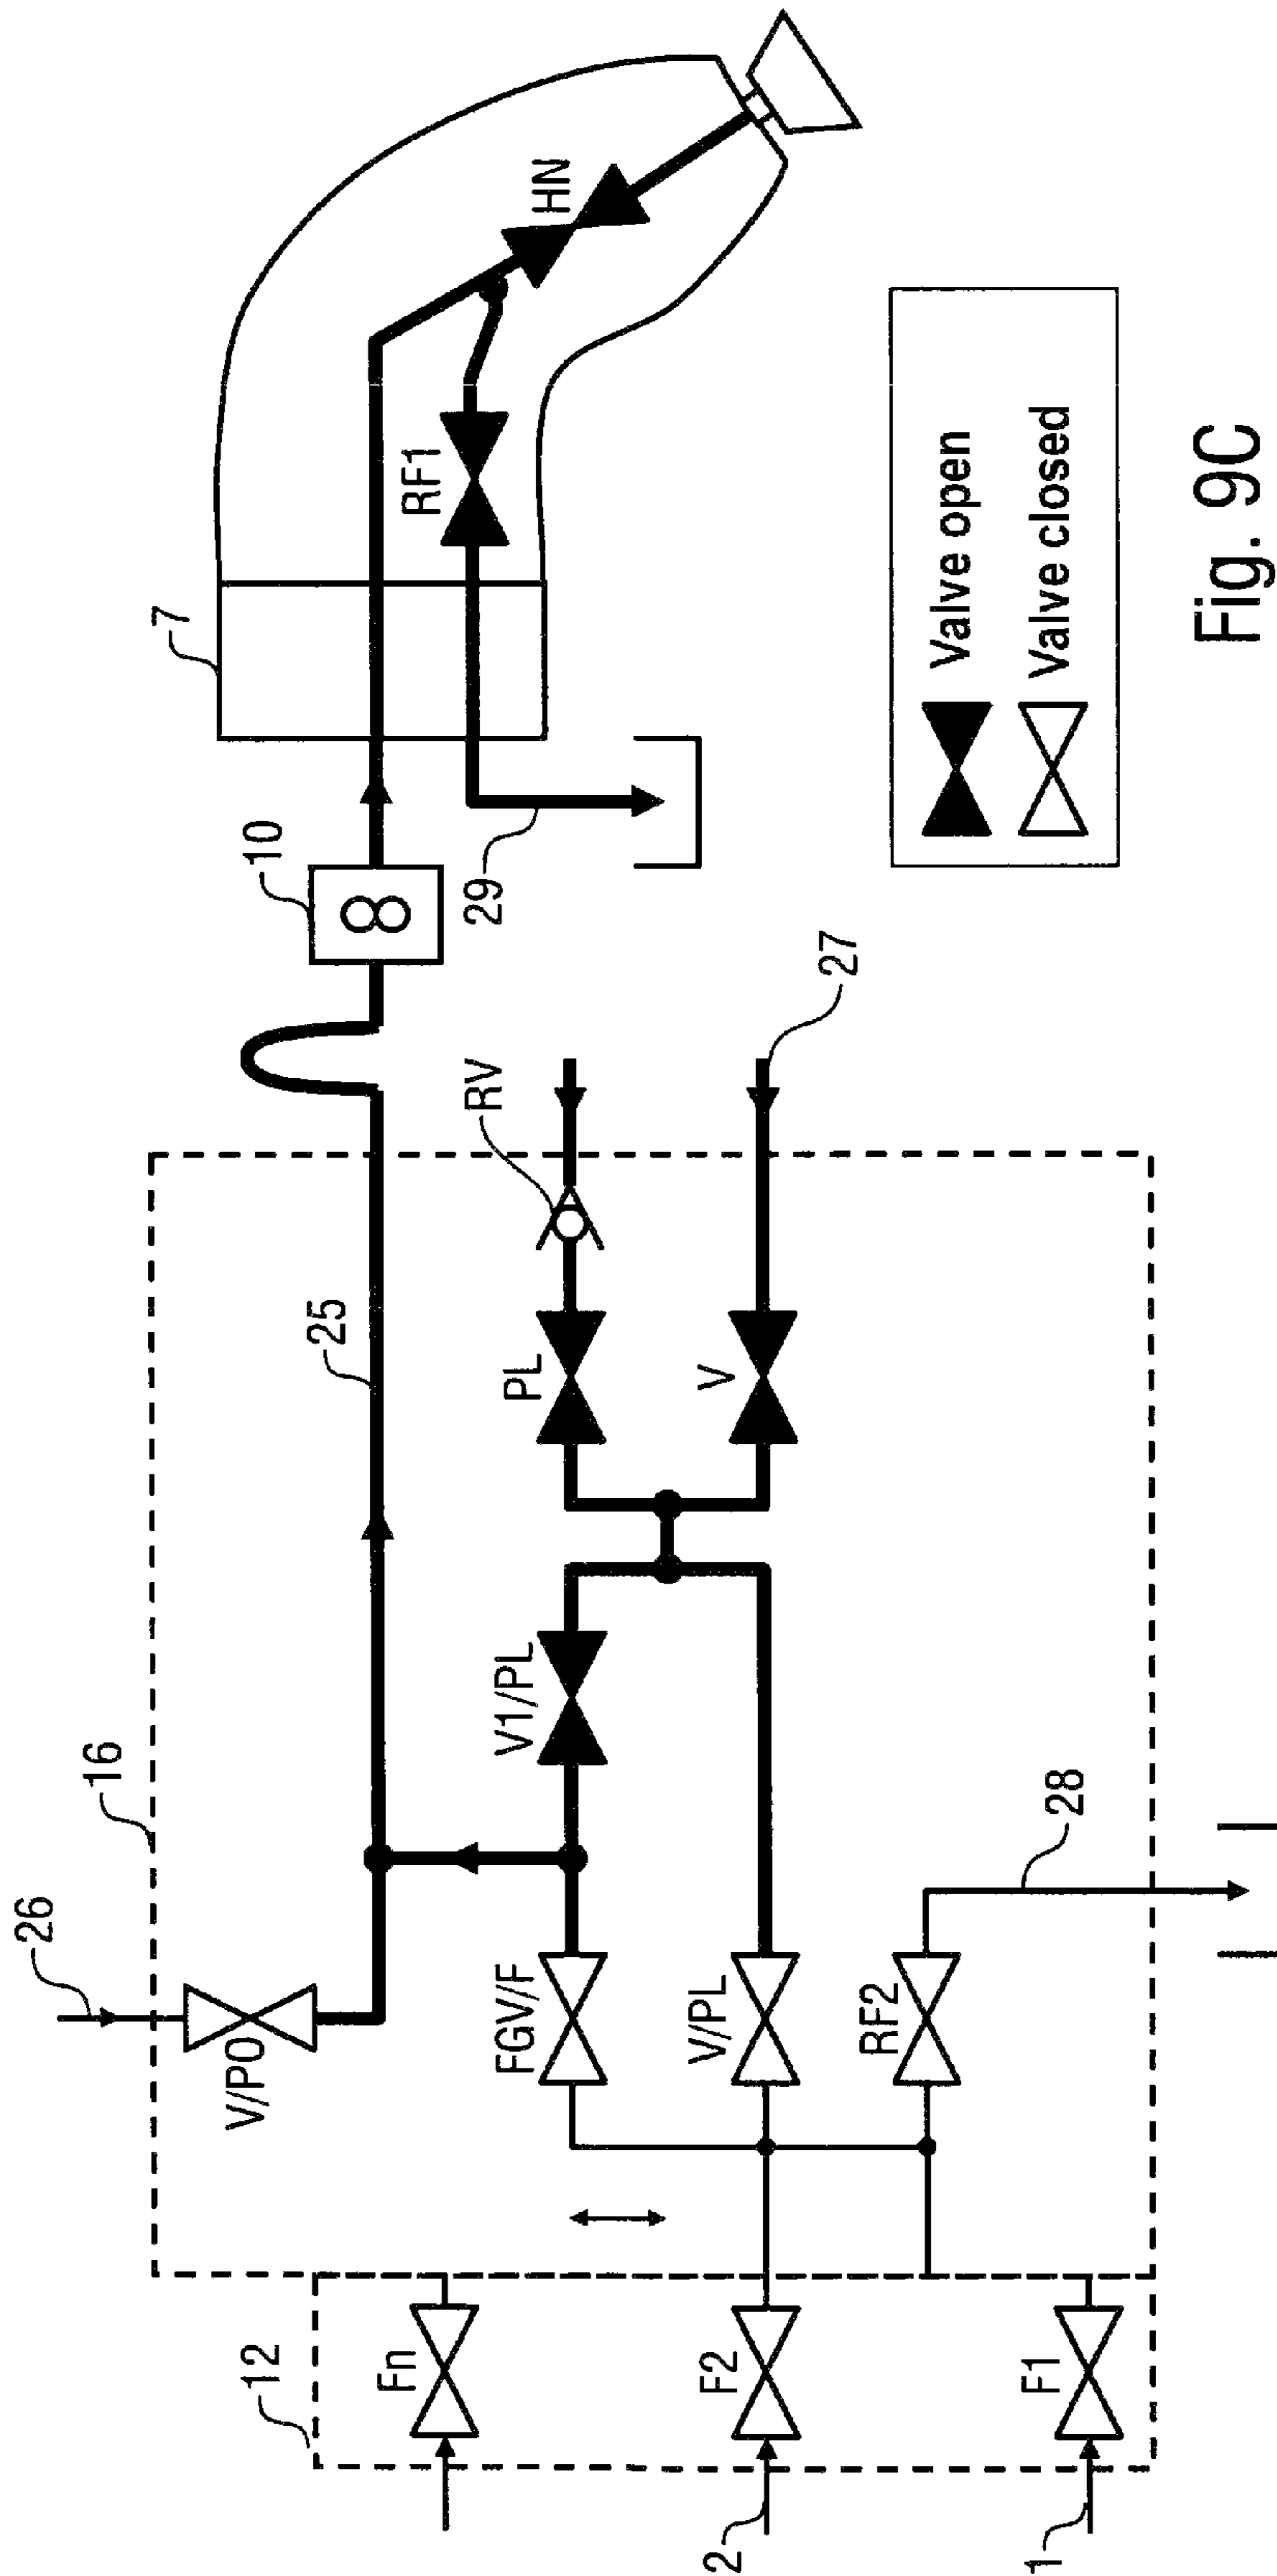 7
HN
RF1
10
29
27
RV
25
PL
V
V1/PL
16
28
26
V/PO
FGV/F
V/PL
RF2
12
Fn
F2
F1
2
1
Valve open
Valve closed
Fig. 9C